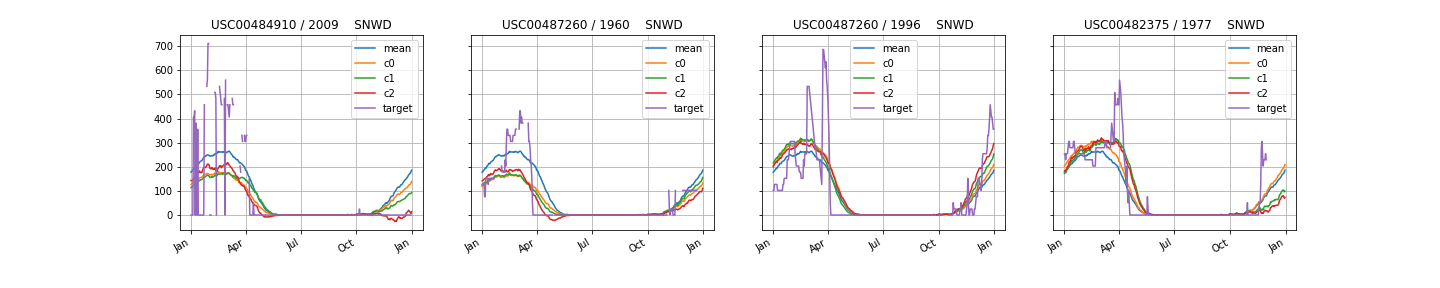 USC00484910 / 2009 SNWD
700
600
500
400
300
200
100
0
Jan
Apr
Jul
Oct
Jan
mean
c0
c1
c2
target
USC00487260 / 1960 SNWD
Jan
Apr
Jul
Oct
Jan
mean
c0
c1
c2
target
USC00487260 / 1996 SNWD
Jan
Apr
Jul
Oct
Jan
mean
c0
c1
c2
target
USC00482375 / 1977 SNWD
Jan
Apr
Jul
Oct
Jan
mean
c0
c1
c2
target